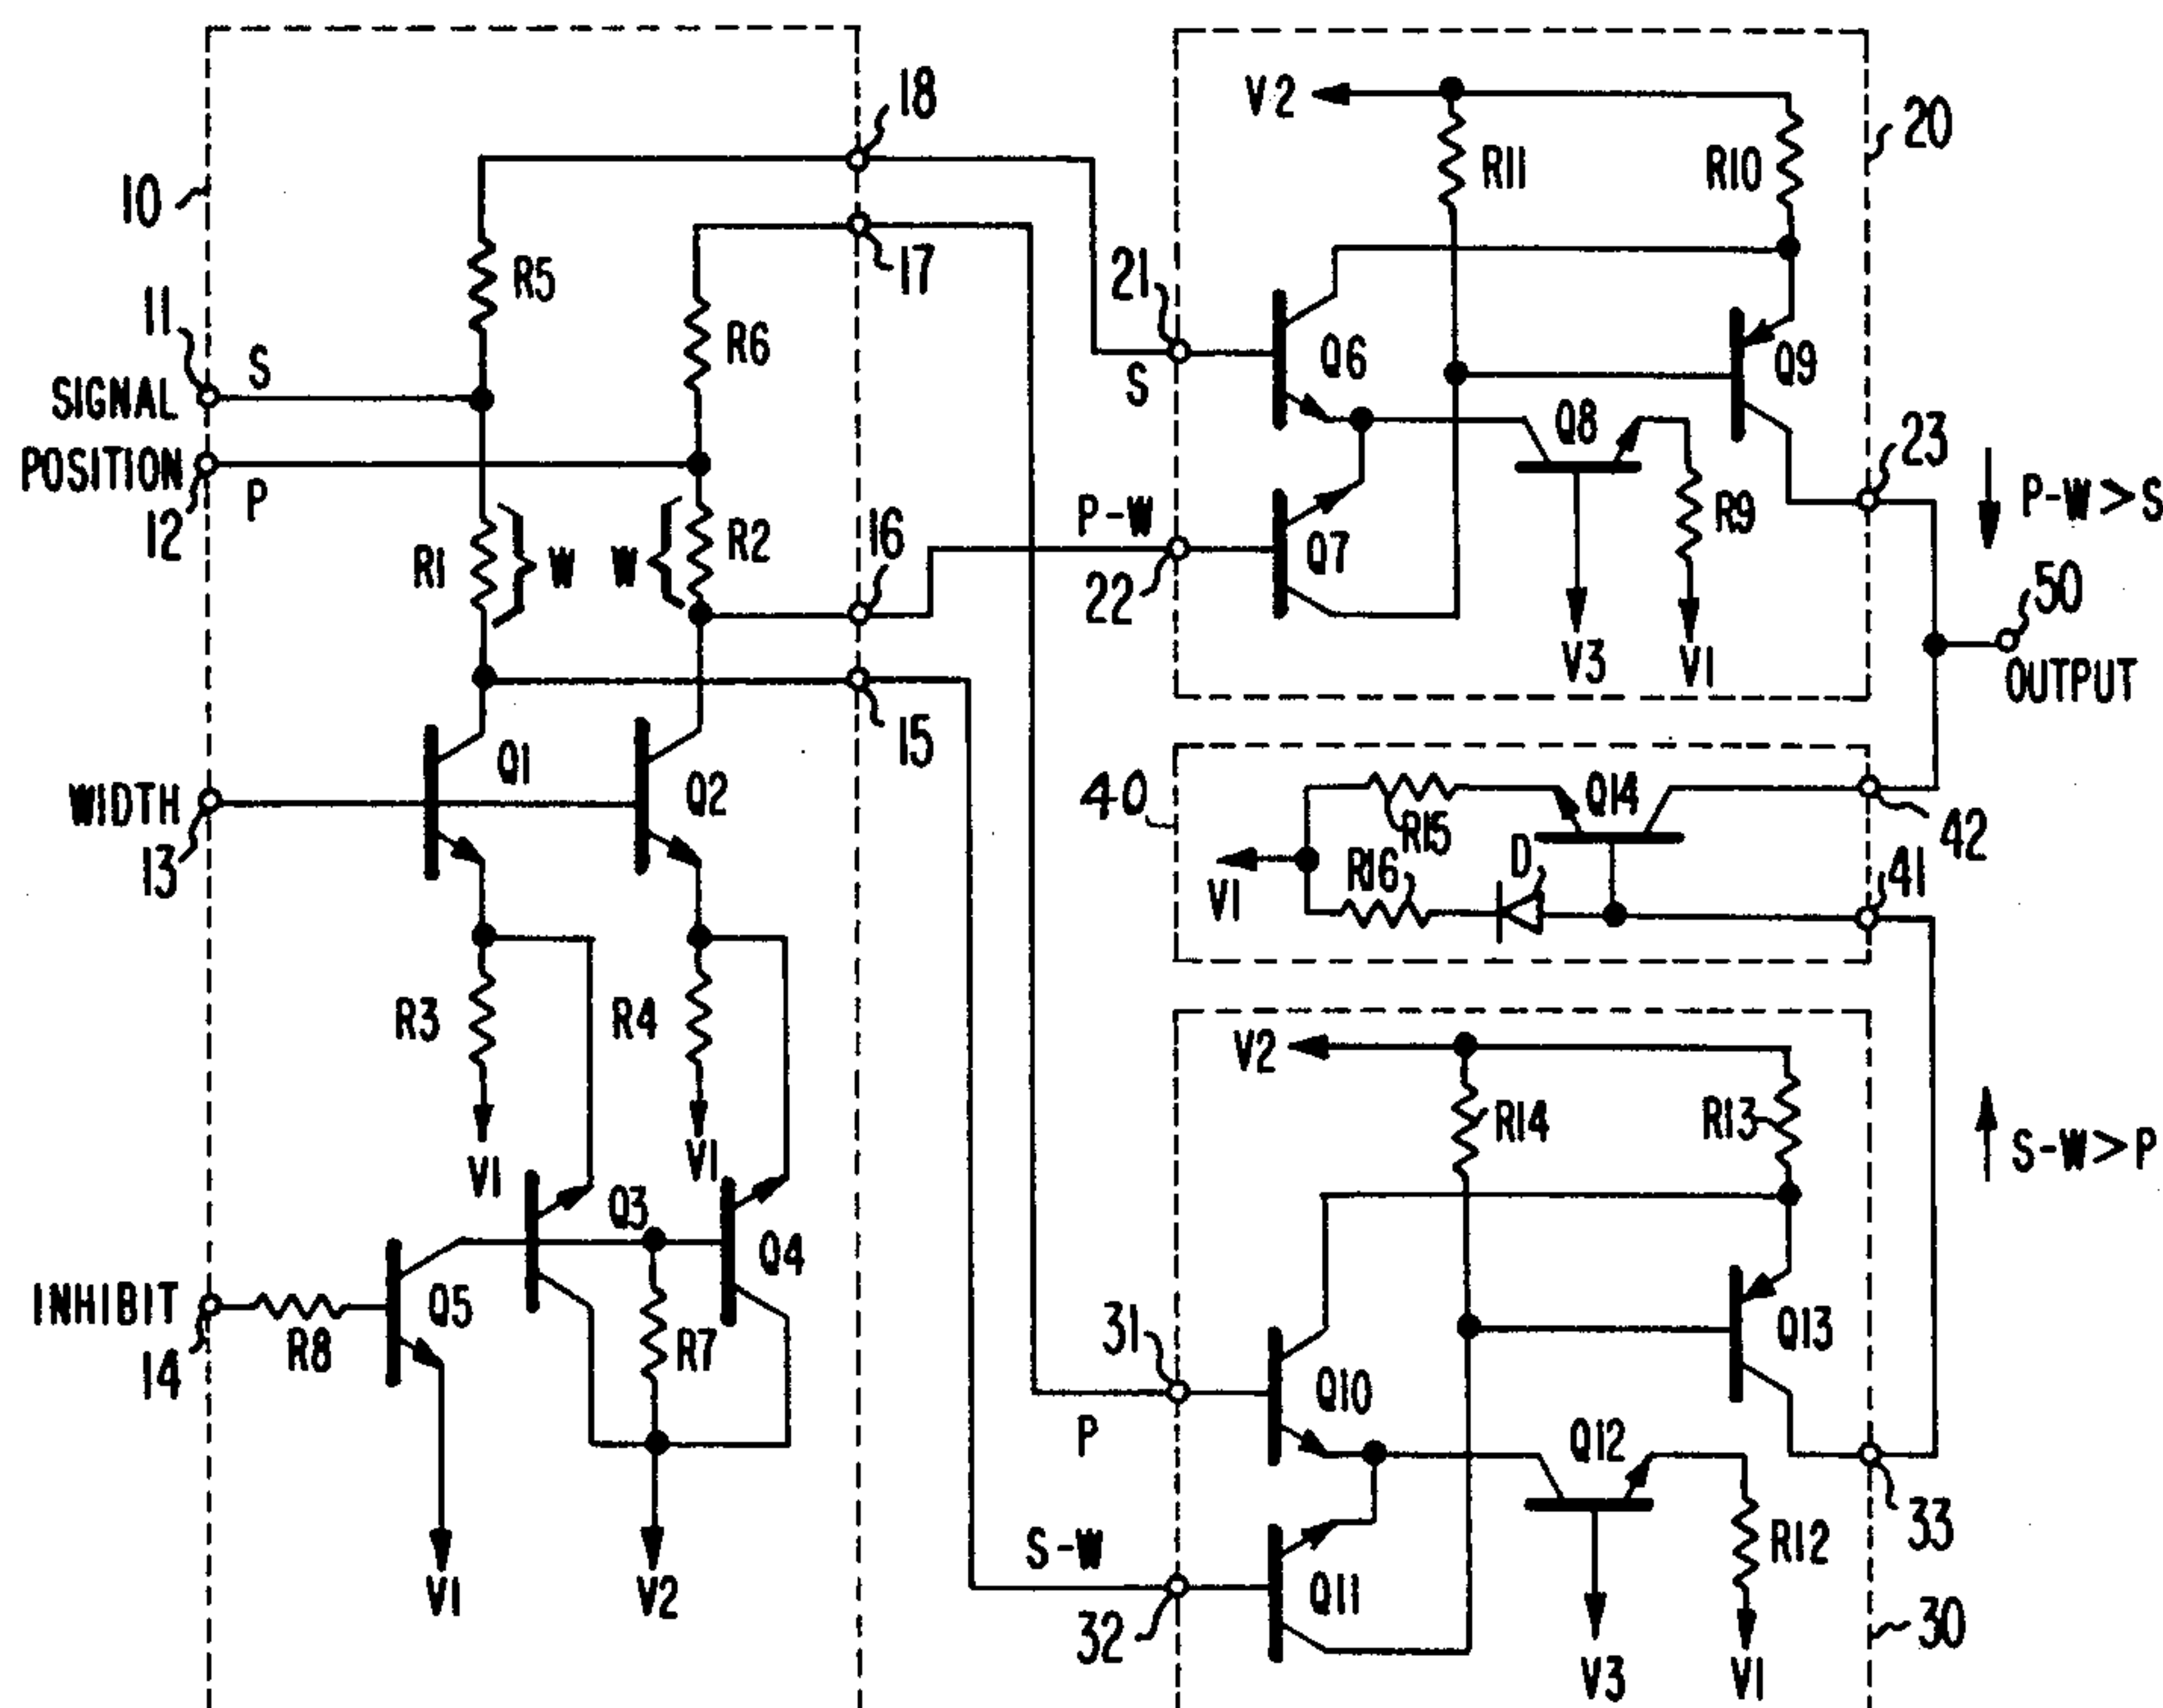 10
11
SIGNAL
S
POSITION
12
P
WIDTH
13
INHIBIT
14
R8
R5
R6
R1
W
W
R2
Q1
Q2
R3
V1
R4
V1
Q3
Q4
Q5
R7
V1
V2
18
17
16
15
V2
R11
R10
20
21
S
Q6
Q9
Q8
P-W
22
Q7
R9
V3
V1
23
P-W>S
50
OUTPUT
40
R15
Q14
V1
R16
D
42
41
V2
R14
R13
S-W>P
31
P
Q10
Q13
Q12
S-W
32
Q11
R12
V3
V1
33
30